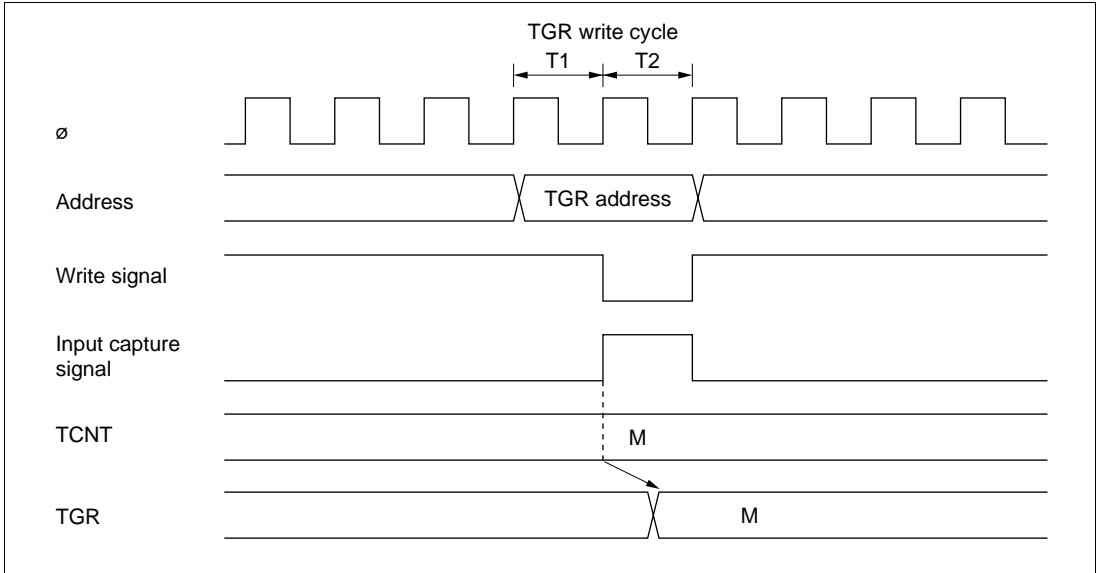 TGR write cycle
T1 T2
ø
Address TGR address
Write signal
Input capture
signal
TCNT M
TGR M